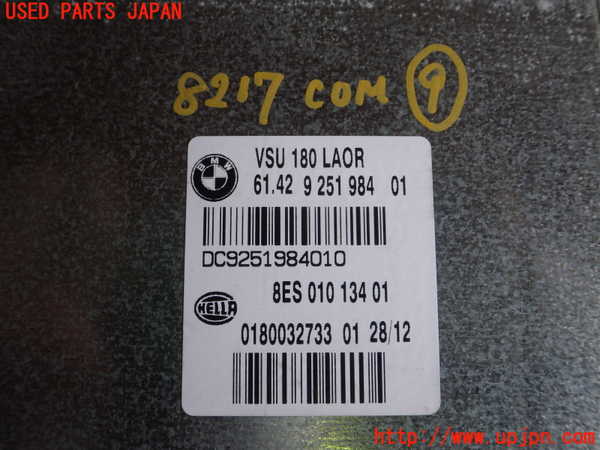 USED PARTS JAPAN
8217 COM 9
BMW
VSU 180 LAOR
61.42 9 251 984 01
DC9251984010
8ES 010 134 01
HELLA
0180032733 01 28/12
http://www.upjpn.com/